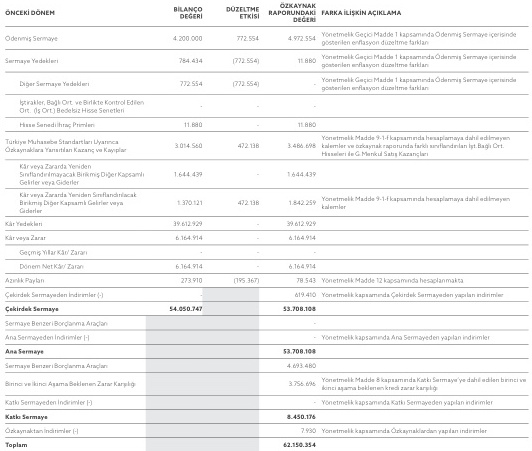 ÖNCEKİ DÖNEM BİLANÇO DEĞERİ DÜZELTME ETKİSİ ÖZKAYNAK RAPORUNDAKİ DEĞERİ FARKA İLİŞKİN AÇIKLAMA
Ödenmiş Sermaye 4.200.000 772.554 4.972.554 Yönetmelik Geçici Madde 1 kapsamında Ödenmiş Sermaye içerisinde
gösterilen enflasyon düzeltme farkları
Sermaye Yedekleri 784.434 (772.554) 11.880 Yönetmelik Geçici Madde 1 kapsamında Ödenmiş Sermaye içerisinde
gösterilen enflasyon düzeltme farkları
Diğer Sermaye Yedekleri 772.554 (772.554) - Yönetmelik Geçici Madde 1 kapsamında Ödenmiş Sermaye içerisinde
gösterilen enflasyon düzeltme farkları
İştirakler, Bağlı Ort. ve Birlikte Kontrol Edilen
Ort. (İş Ort.) Bedelsiz Hisse Senetleri - - -
Hisse Senedi İhraç Primleri 11.880 - 11.880
Türkiye Muhasebe Standartları Uyarınca
Özkaynaklara Yansıtılan Kazanç ve Kayıplar 3.014.560 472.138 3.486.698 Yönetmelik Madde 9-1-f kapsamında hesaplamaya dahil edilmeyen
kalemler ve özkaynak raporunda farklı sınıflandırılan İşt Bağlı Ort.
Hisseleri ile G.Menkul Satış Kazançları
Kâr veya Zararda Yeniden
Sınıflandırılmayacak Birikmiş Diğer Kapsamlı
Gelirler veya Giderler 1.644.439 - 1.644.439
Kâr veya Zararda Yeniden Sınıflandırılacak
Birikmiş Diğer Kapsamlı Gelirler veya
Giderler 1.370.121 472.138 1.842.259 Yönetmelik Madde 9-1-f kapsamında hesaplamaya dahil edilmeyen
kalemler
Kâr Yedekleri 39.612.929 - 39.612.929
Kâr veya Zarar 6.164.914 - 6.164.914
Geçmiş Yıllar Kâr/ Zararı - - -
Dönem Net Kâr/ Zararı 6.164.914 - 6.164.914
Azınlık Payları 273.910 (195.367) 78.543 Yönetmelik Madde 12 kapsamında hesaplanmakta
Çekirdek Sermayeden İndirimler (-) - 619.410 Yönetmelik kapsamında Çekirdek Sermayeden yapılan indirimler
Çekirdek Sermaye 54.050.747 53.708.108
Sermaye Benzeri Borçlanma Araçları -
Ana Sermayeden İndirimler (-) - Yönetmelik kapsamında Ana Sermayeden yapılan indirimler
Ana Sermaye 53.708.108
Sermaye Benzeri Borçlanma Araçları 4.693.480
Birinci ve İkinci Aşama Beklenen Zarar Karşılığı 3.756.696 Yönetmelik Madde 8 kapsamında Katkı Sermaye'ye dahil edilen birinci ve
ikinci aşama beklenen kredi zarar karşılığı
Katkı Sermayeden İndirimler (-) - Yönetmelik kapsamında Katkı Sermayeden yapılan indirimler
Katkı Sermaye 8.450.176
Özkaynaktan İndirimler (-) 7.930 Yönetmelik kapsamında Özkaynaklardan yapılan indirimler
Toplam 62.150.354